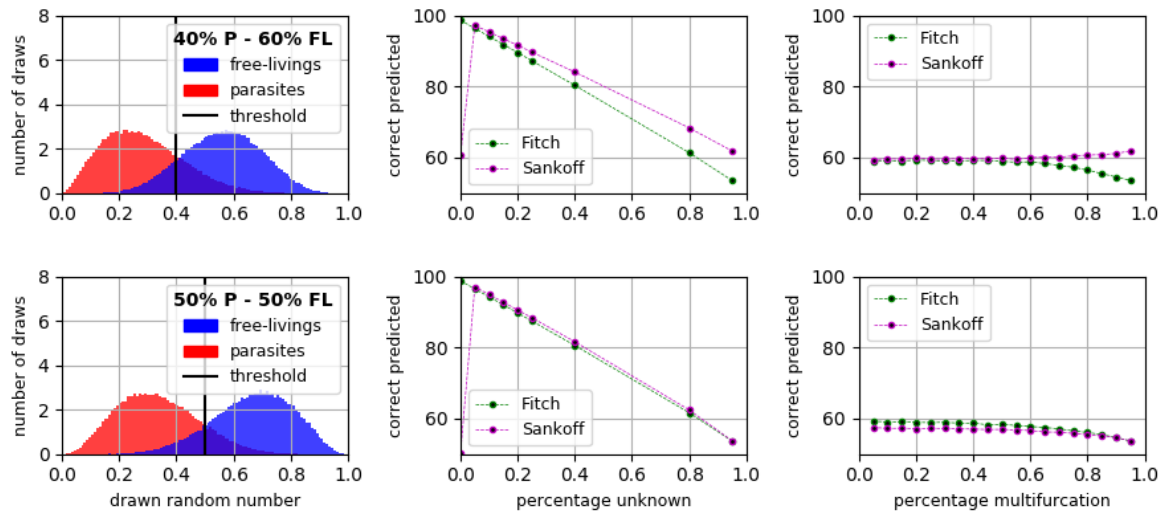 number of draws
8
6
4
2
0
0.0 0.2 0.4 0.6 0.8 1.0
40% P - 60% FL
free-livings
parasites
threshold
correct predicted
100
80
60
0.0 0.2 0.4 0.6 0.8 1.0
Fitch
Sankoff
correct predicted
100
80
60
0.0 0.2 0.4 0.6 0.8 1.0
Fitch
Sankoff
number of draws
8
6
4
2
0
0.0 0.2 0.4 0.6 0.8 1.0
drawn random number
50% P - 50% FL
free-livings
parasites
threshold
correct predicted
100
80
60
0.0 0.2 0.4 0.6 0.8 1.0
percentage unknown
Fitch
Sankoff
correct predicted
100
80
60
0.0 0.2 0.4 0.6 0.8 1.0
percentage multifurcation
Fitch
Sankoff